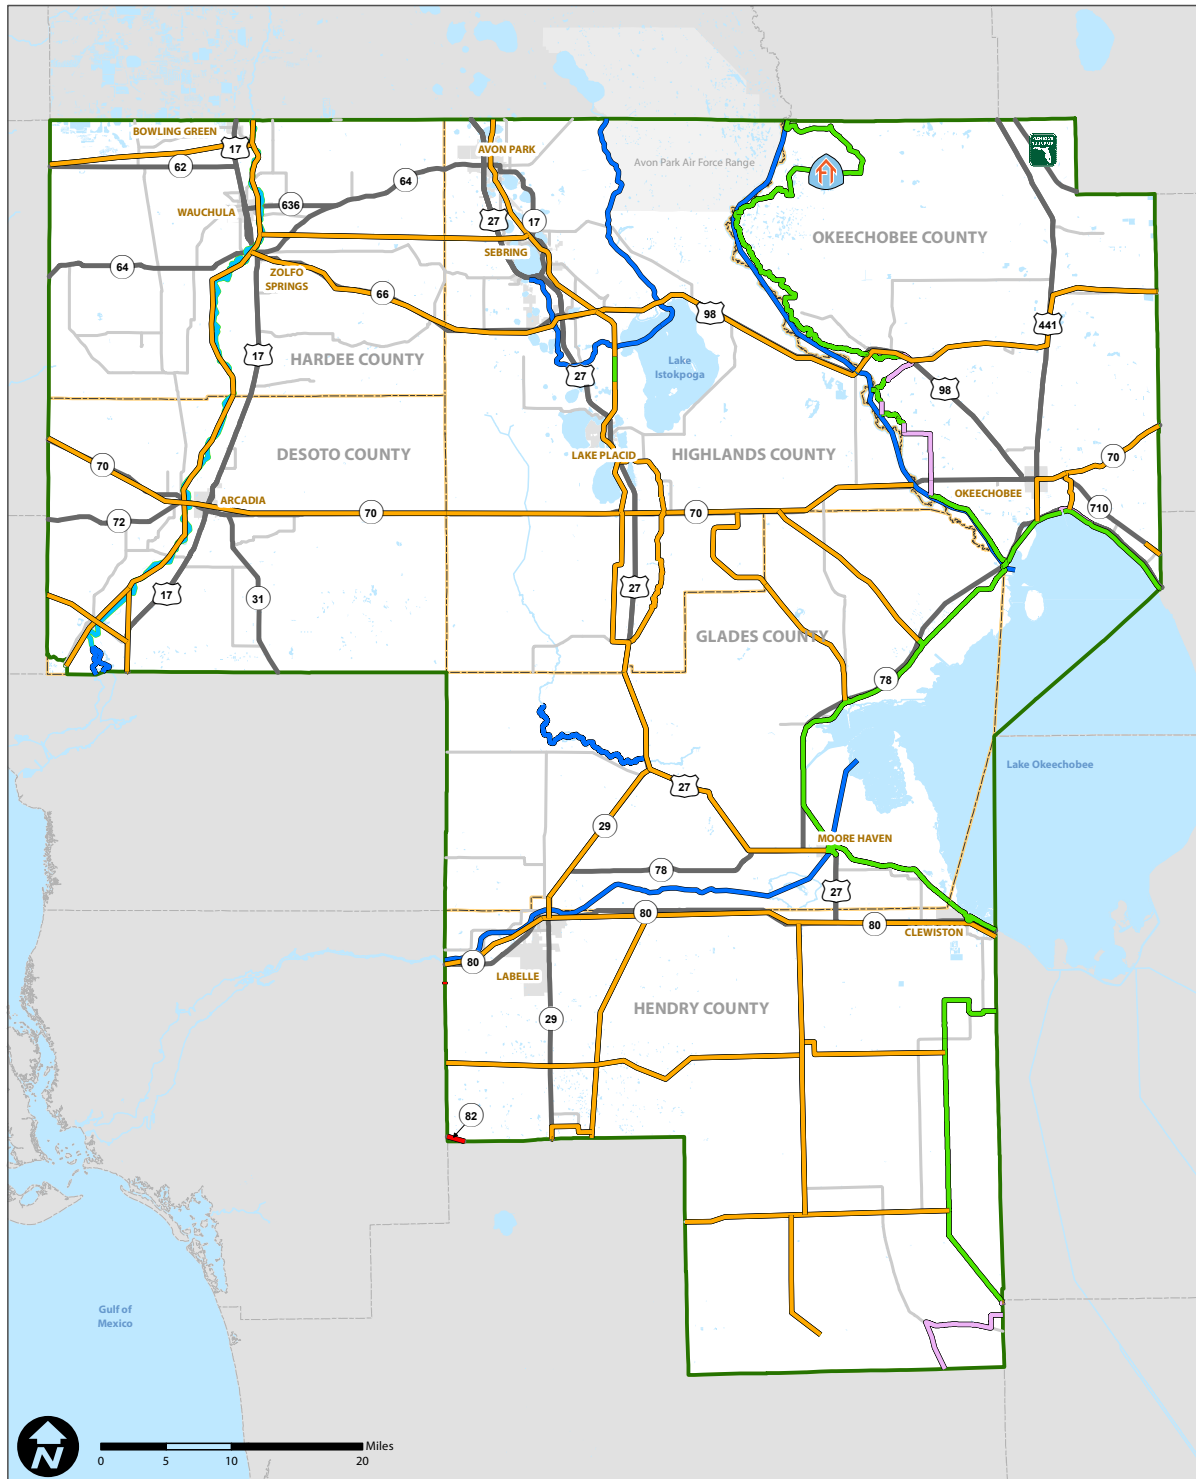 BOWLING GREEN
17
62
AVON PARK
Avon Park Air Force Range
64
636
WAUCHULA
27
17
OKEECHOBEE COUNTY
SEBRING
64
ZOLFO
SPRINGS
66
98
441
17
HARDEE COUNTY
Lake
Istokpoga
27
98
DESOTO COUNTY
LAKE PLACID
HIGHLANDS COUNTY
70
70
ARCADIA
OKEECHOBEE
72
70
70
710
17
31
27
GLADES COUNTY
78
Lake Okeechobee
27
29
MOORE HAVEN
78
27
80
80
CLEWISTON
80
LABELLE
HENDRY COUNTY
29
82
Gulf of
Mexico
N
Miles
0
5
10
20